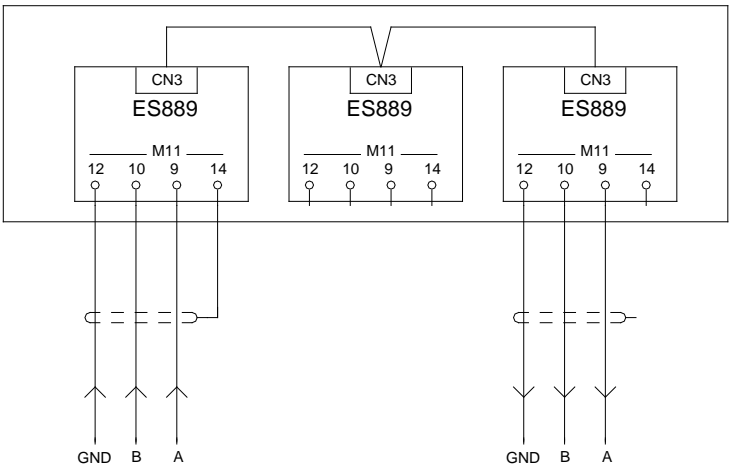 CN3 CN3 CN3
ES889 ES889 ES889
M11 M11 M11
12 10 9 14 12 10 9 14 12 10 9 14
GND B A GND B A